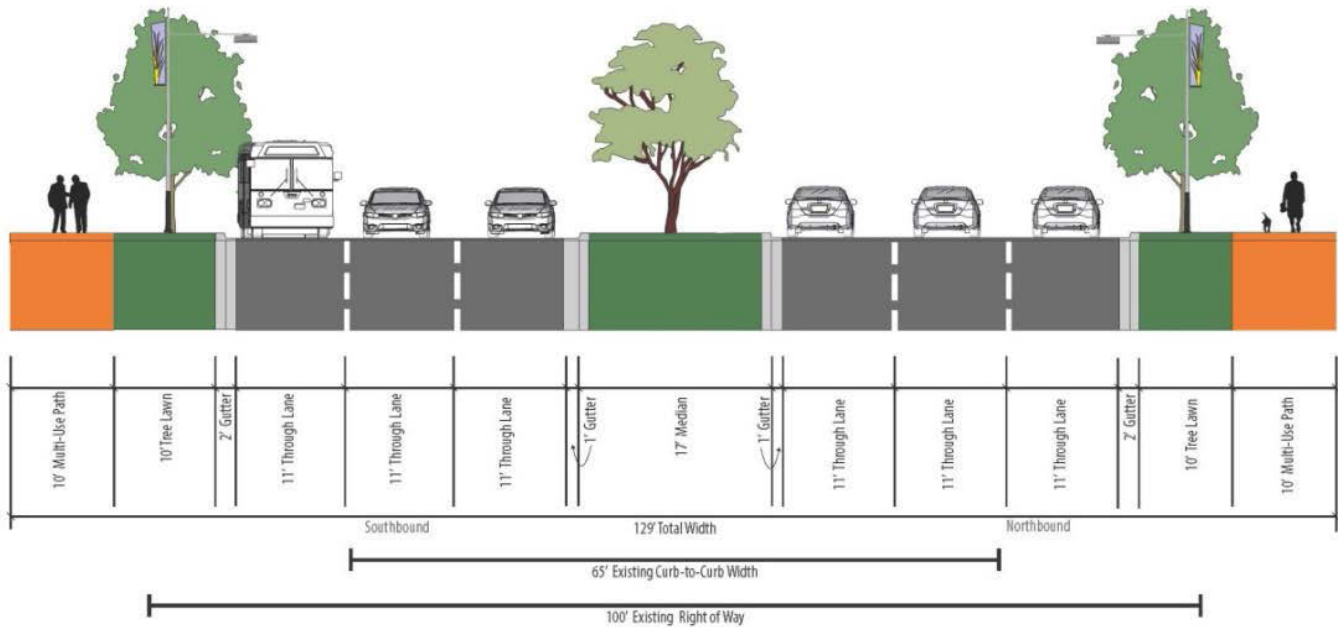 10' Multi-Use Path
10' Tree Lawn
2' Gutter
11' Through Lane
11' Through Lane
11' Through Lane
1' Gutter
17' Median
1' Gutter
11' Through Lane
11' Through Lane
11' Through Lane
2' Gutter
10' Tree Lawn
10' Multi-Use Path
Southbound
129' Total Width
Northbound
65' Existing Curb-to-Curb Width
100' Existing Right of Way